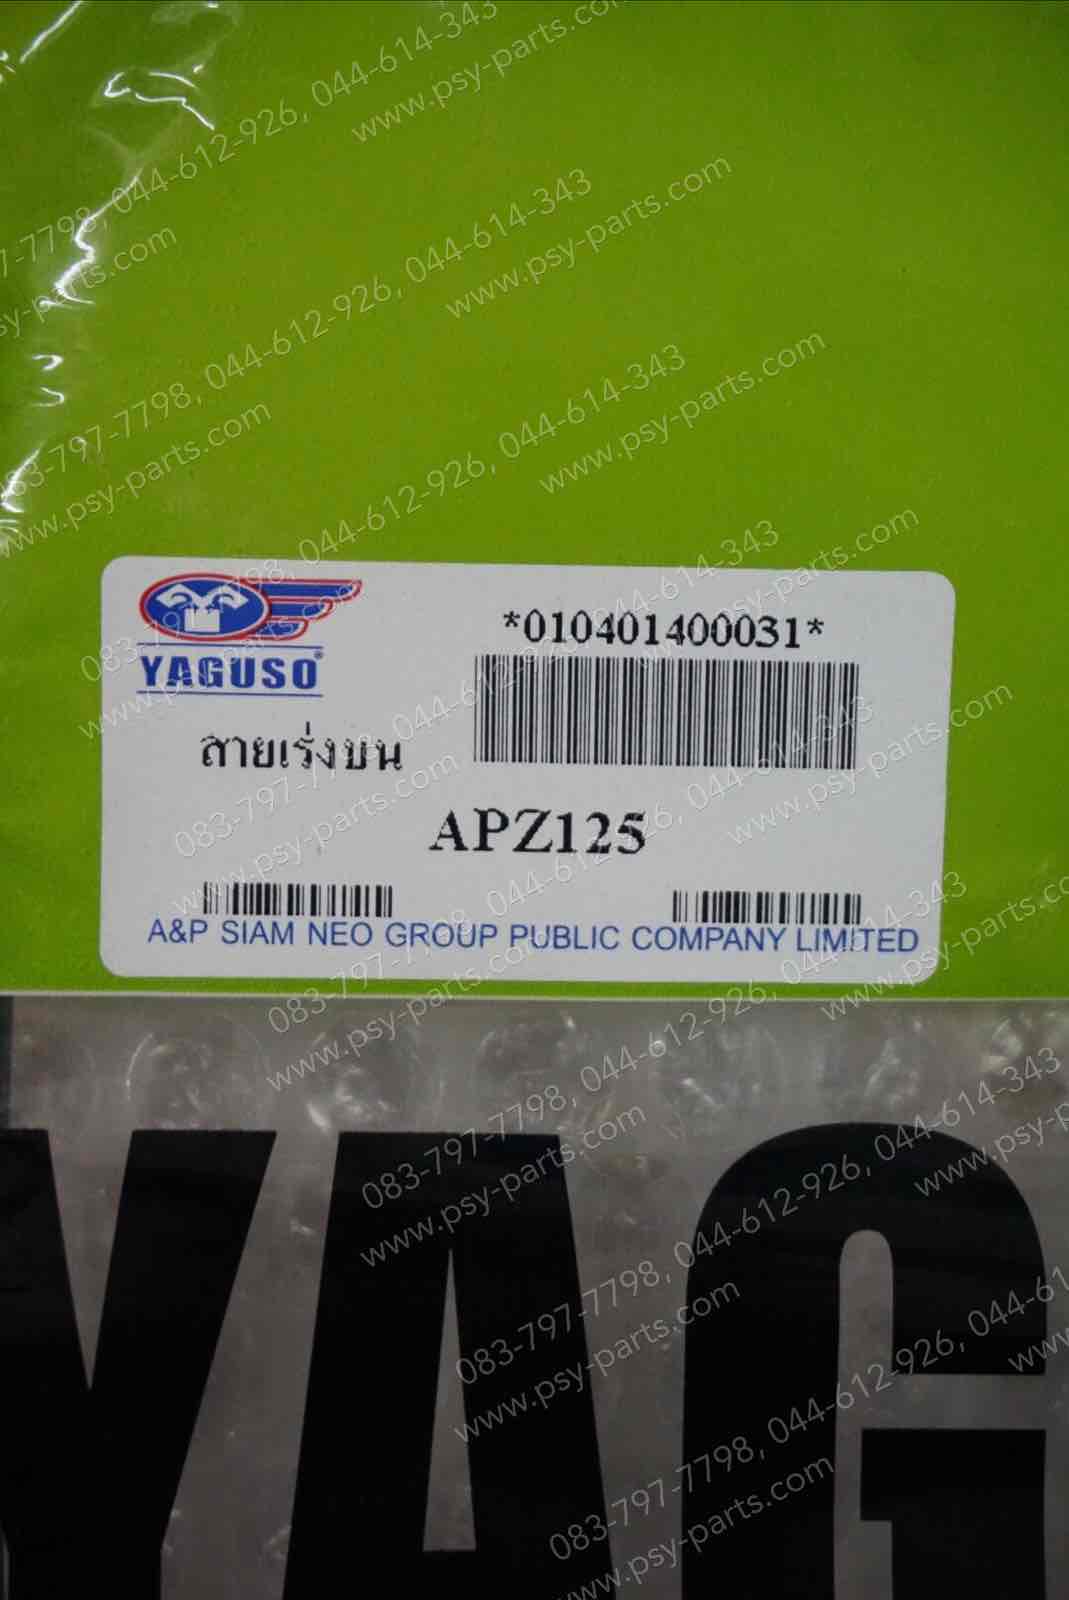 083-797-7798, 044-612-926, 044-614-343
www.psy-parts.com
YAGUSO®
*010401400031*
สายเร่งบน
APZ125
A&P SIAM NEO GROUP PUBLIC COMPANY LIMITED
YAG